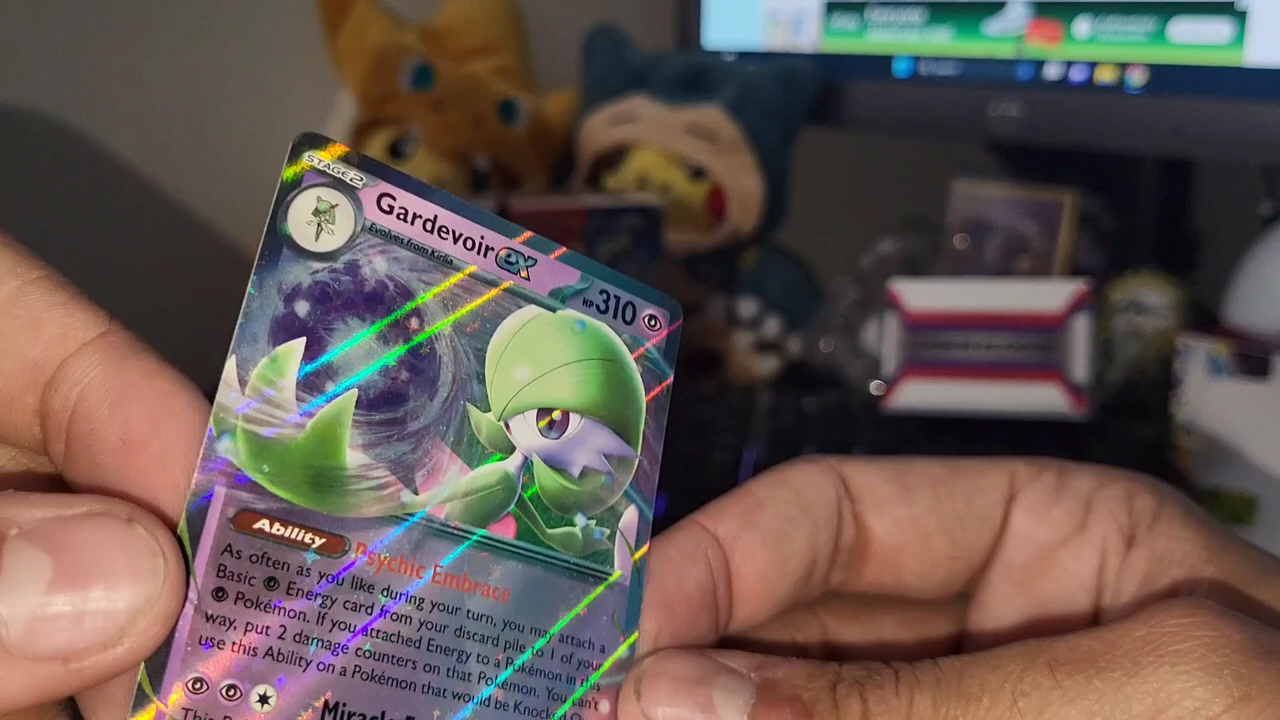 STAGE2
Gardevoir ex
HP 310
Evolves from Kirlia
Ability Psychic Embrace
As often as you like during your turn, you may attach a
Basic Energy card from your discard pile to 1 of your
Pokémon. If you attached Energy to a Pokémon in this
way, put 2 damage counters on that Pokémon. You can't
use this Ability on a Pokémon that would be Knocked
Miracle
This